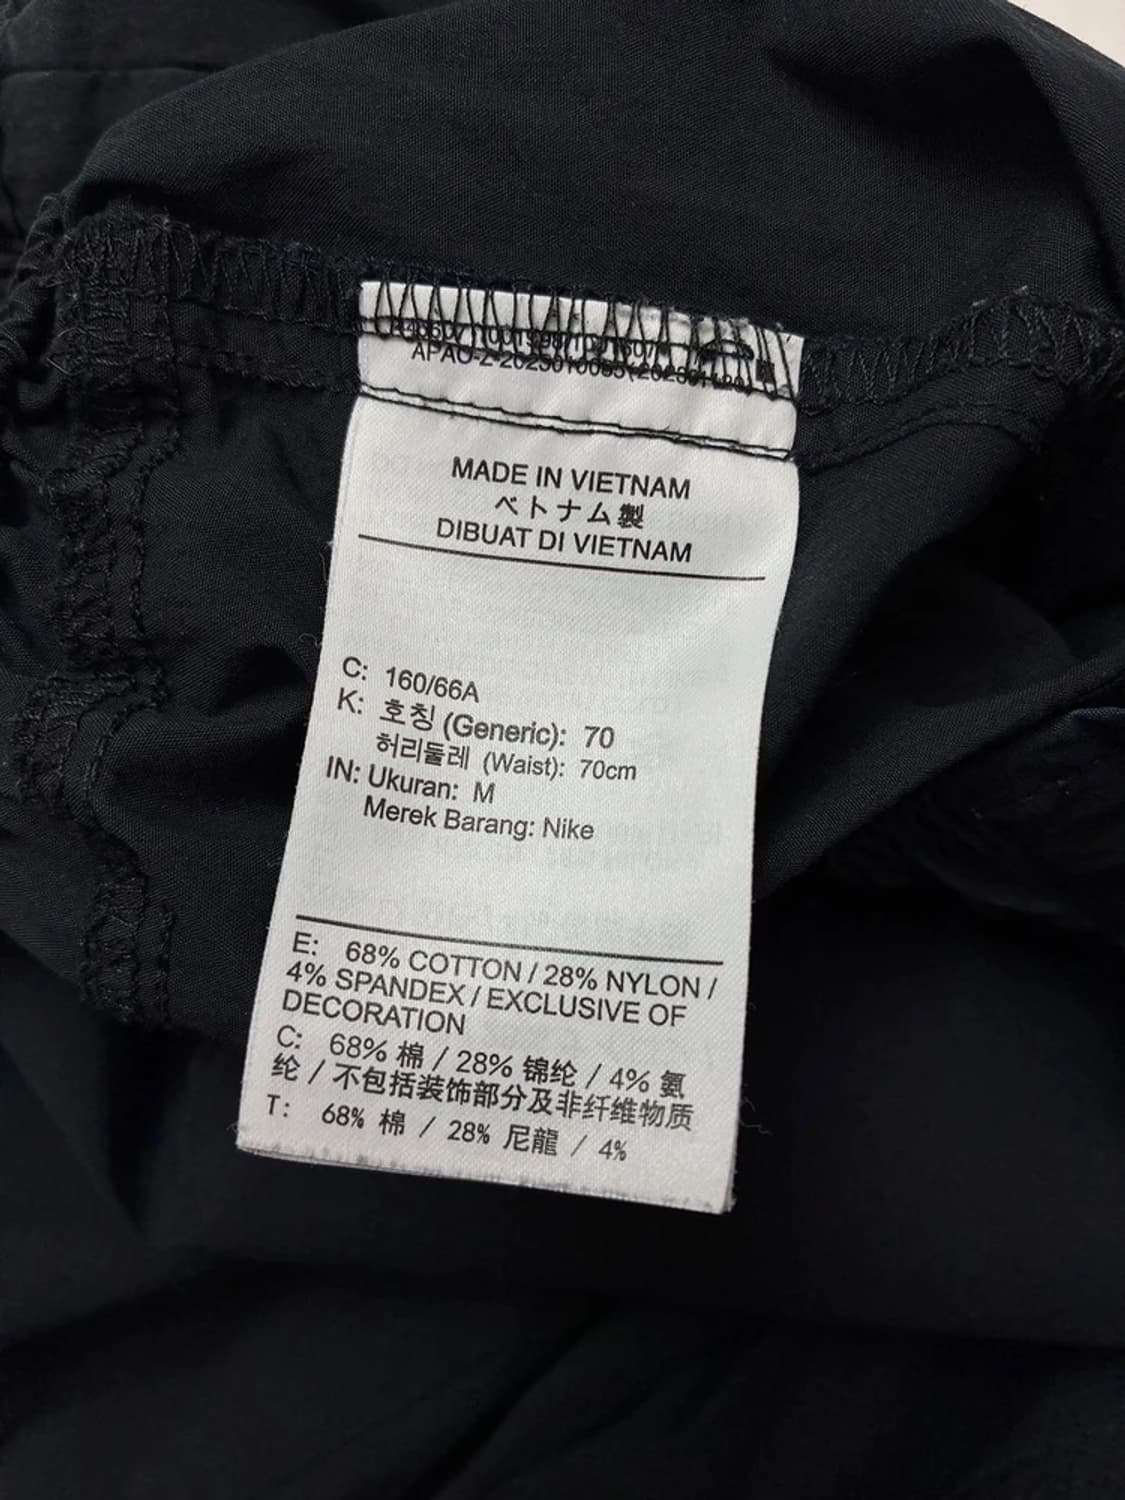 MADE IN VIETNAM
ベトナム製
DIBUAT DI VIETNAM
C: 160/66A
K: 호칭 (Generic): 70
허리둘레 (Waist): 70cm
IN: Ukuran: M
Merek Barang: Nike
E: 68% COTTON / 28% NYLON /
4% SPANDEX / EXCLUSIVE OF
DECORATION
C: 68% 棉 / 28% 锦纶 / 4% 氨
纶 / 不包括装饰部分及非纤维物质
T: 68% 棉 / 28% 尼龍 / 4%